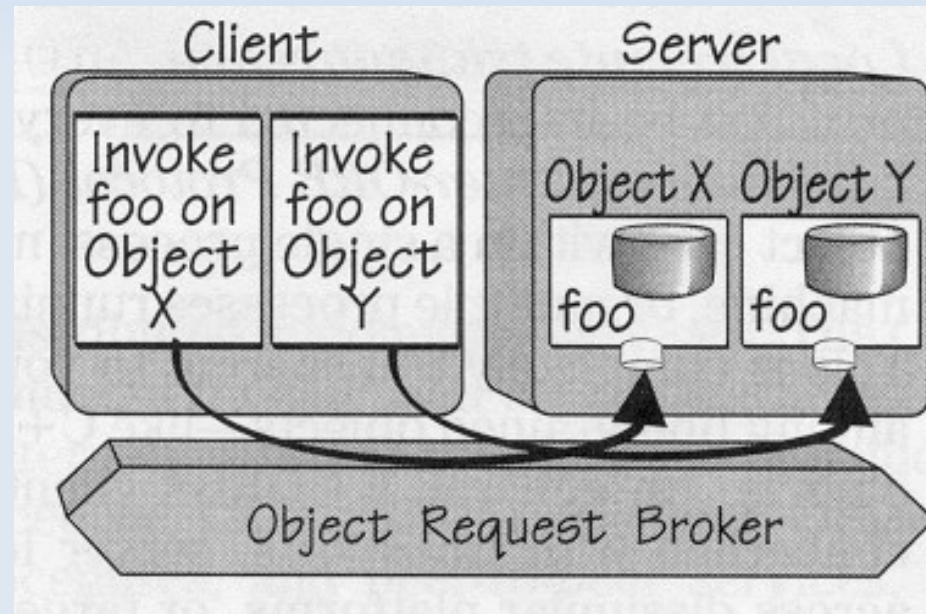 Client
Server
Invoke
foo on
Object
X
Invoke
foo on
Object
Y
Object X
Object Y
foo
foo
Object Request Broker